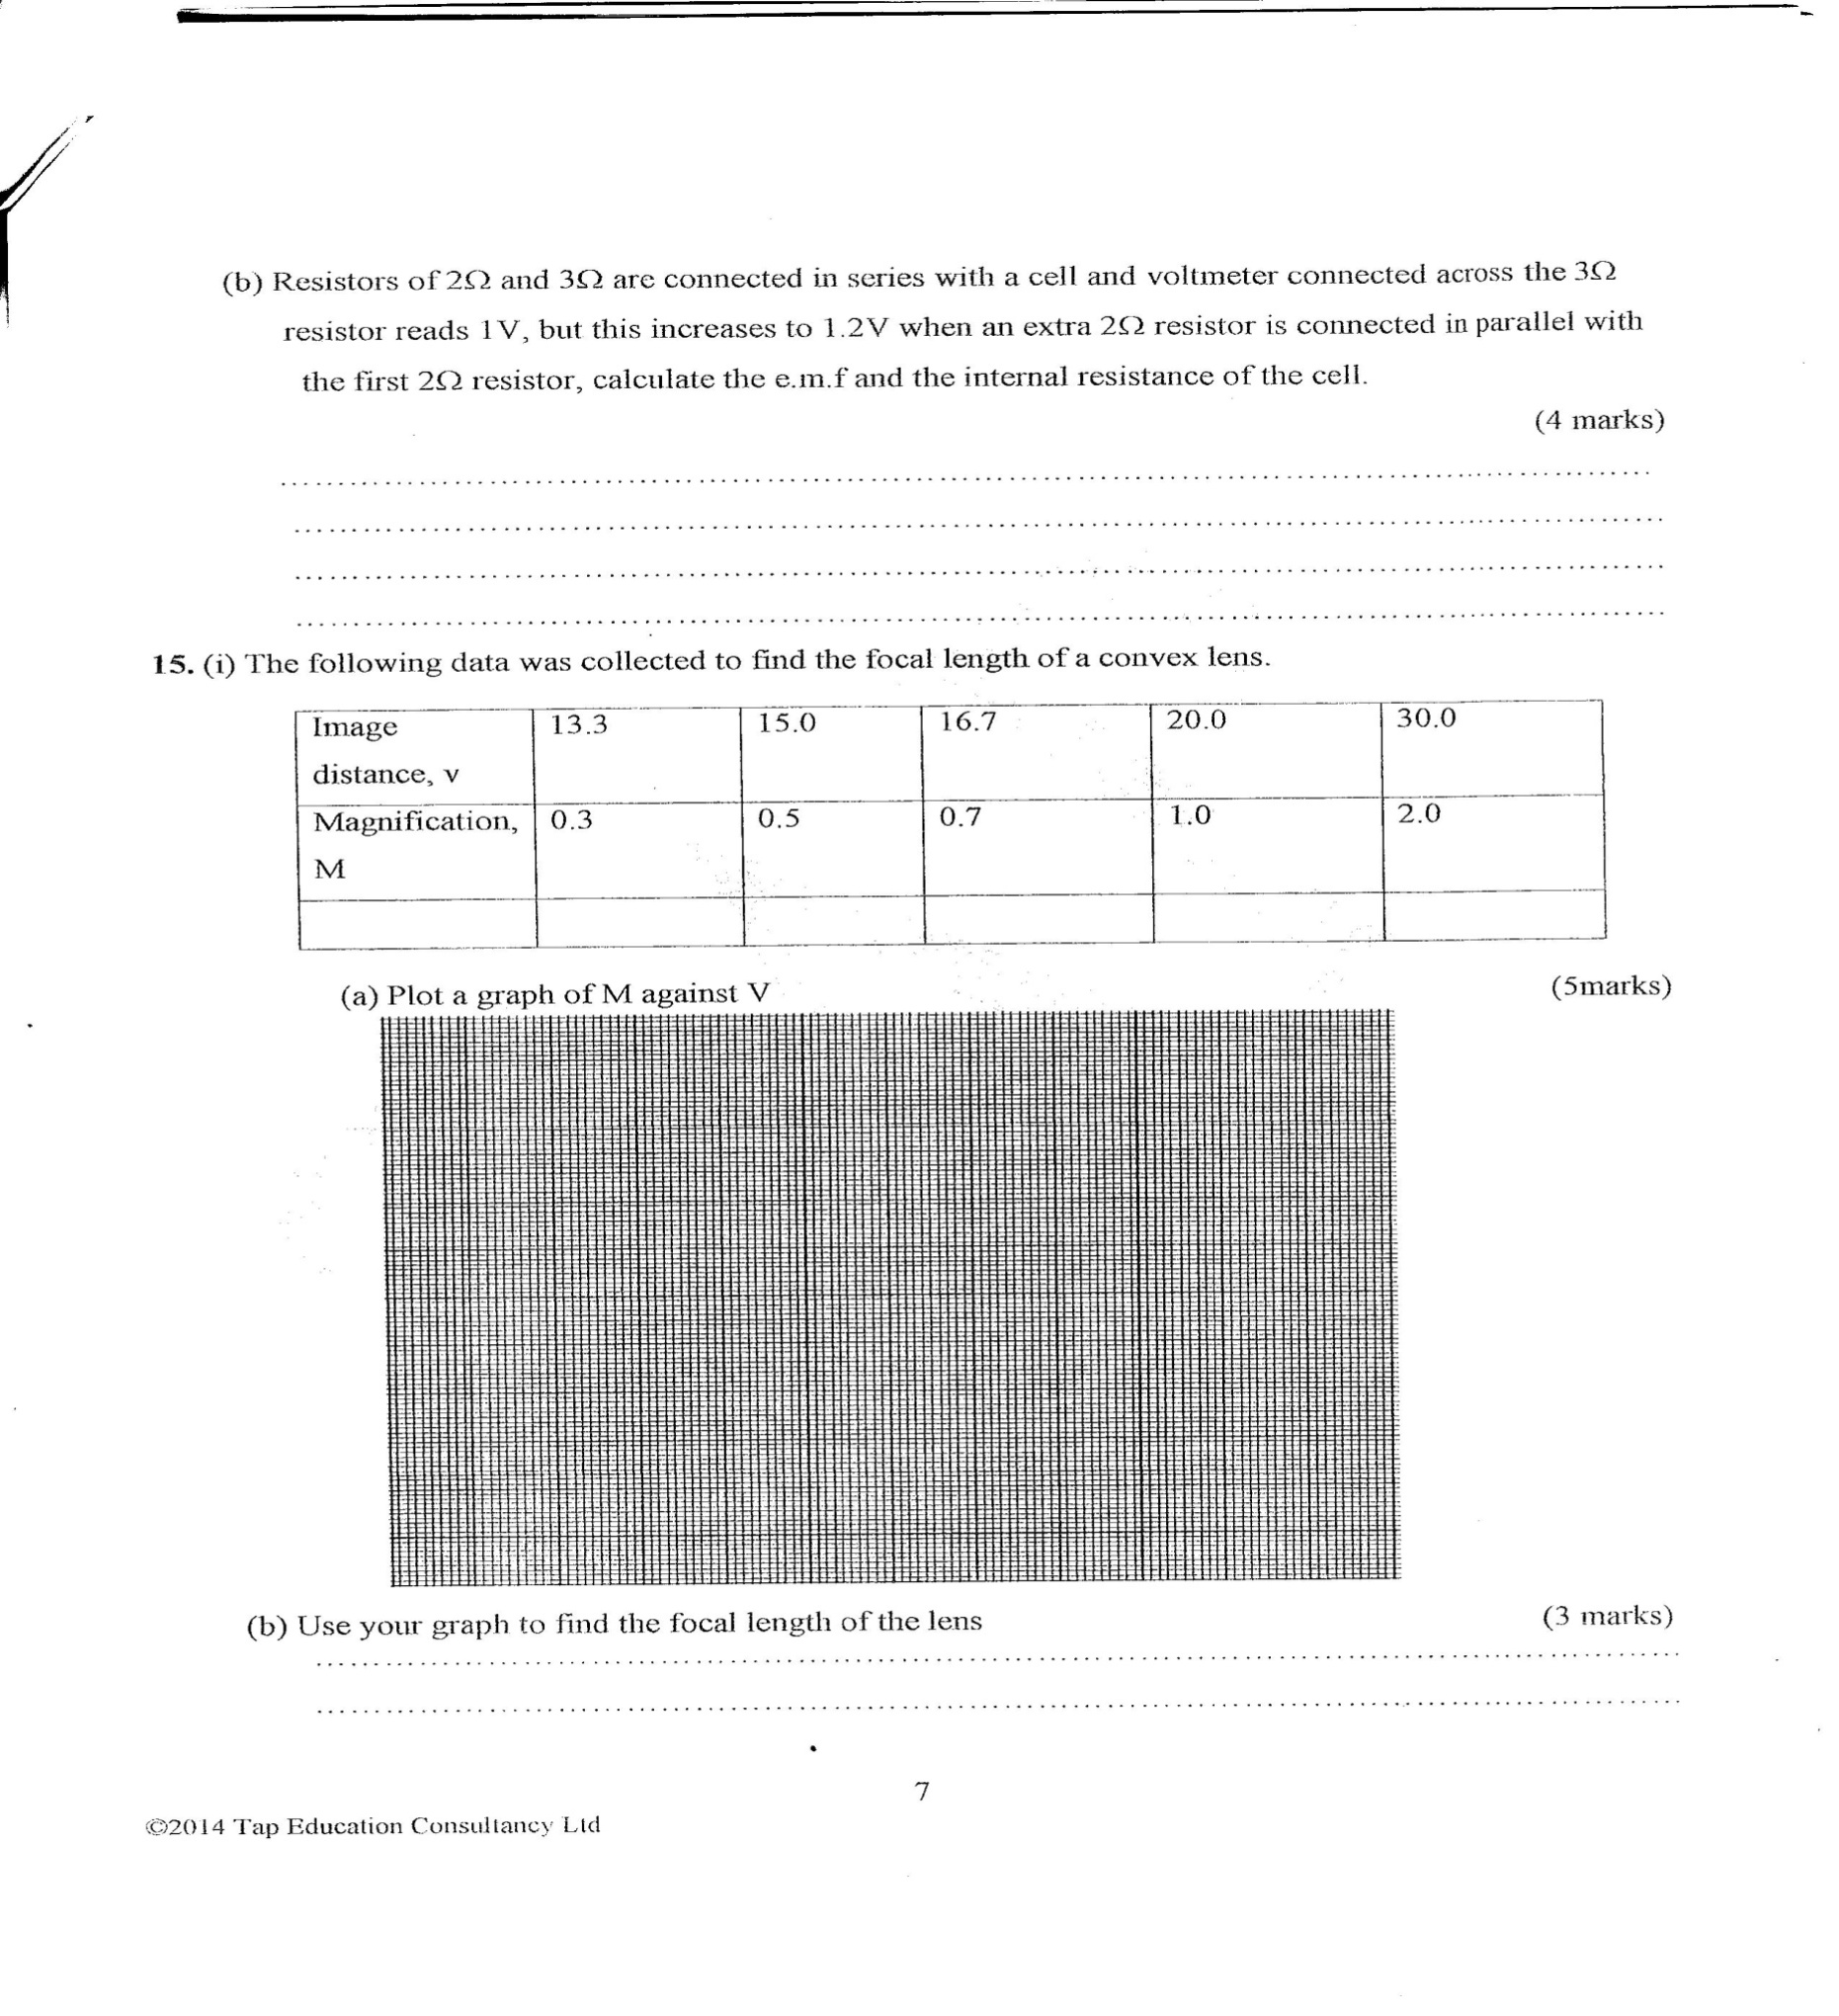 (b) Resistors of 2Ω and 3Ω are connected in series with a cell and voltmeter connected across the 3Ω
resistor reads 1V, but this increases to 1.2V when an extra 2Ω resistor is connected in parallel with
the first 2Ω resistor, calculate the e.m.f and the internal resistance of the cell.
(4 marks)
15. (i) The following data was collected to find the focal length of a convex lens.
Image distance, v 13.3 15.0 16.7 20.0 30.0
Magnification, M 0.3 0.5 0.7 1.0 2.0
(a) Plot a graph of M against V (5marks)
(b) Use your graph to find the focal length of the lens (3 marks)
7
©2014 Tap Education Consultancy Ltd